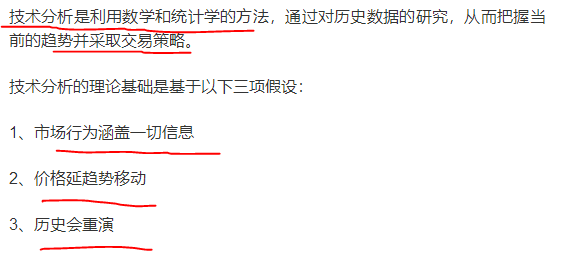 技术分析是利用数学和统计学的方法，通过对历史数据的研究，从而把握当
前的趋势并采取交易策略。
技术分析的理论基础是基于以下三项假设：
1、市场行为涵盖一切信息
2、价格延趋势移动
3、历史会重演